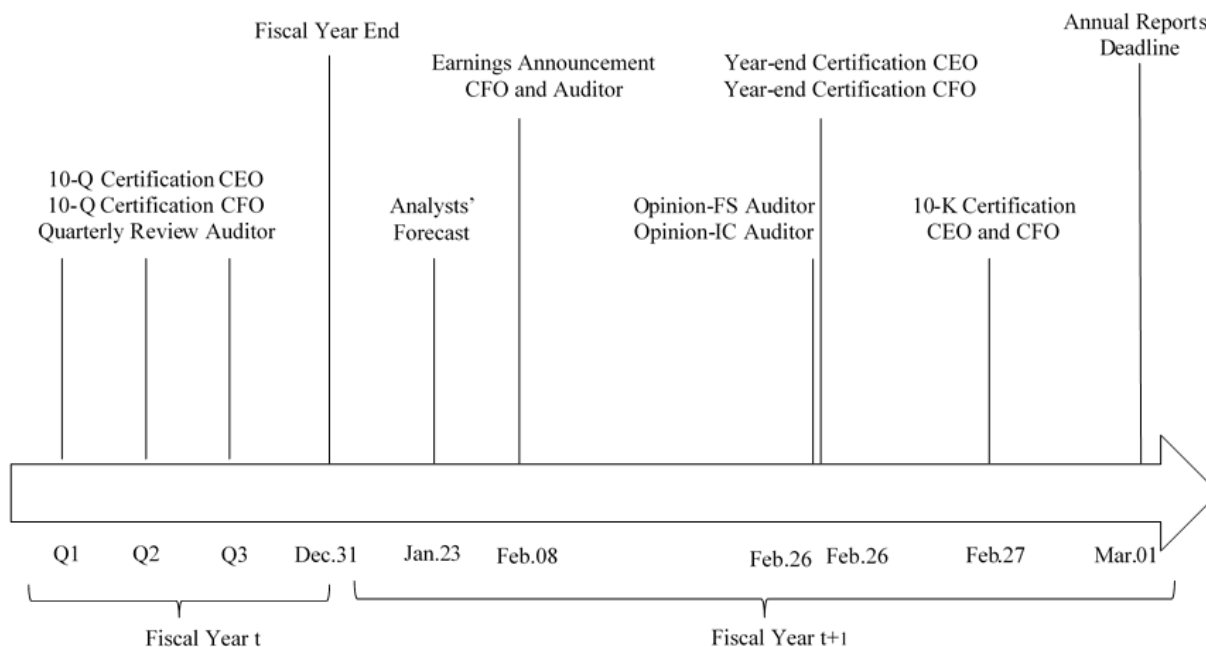 Fiscal Year End
Annual Reports
Deadline
Earnings Announcement
CFO and Auditor
Year-end Certification CEO
Year-end Certification CFO
10-Q Certification CEO
10-Q Certification CFO
Quarterly Review Auditor
Analysts’
Forecast
Opinion-FS Auditor
Opinion-IC Auditor
10-K Certification
CEO and CFO
Q1
Q2
Q3
Dec.31
Jan.23
Feb.08
Feb.26
Feb.26
Feb.27
Mar.01
Fiscal Year t
Fiscal Year t+1